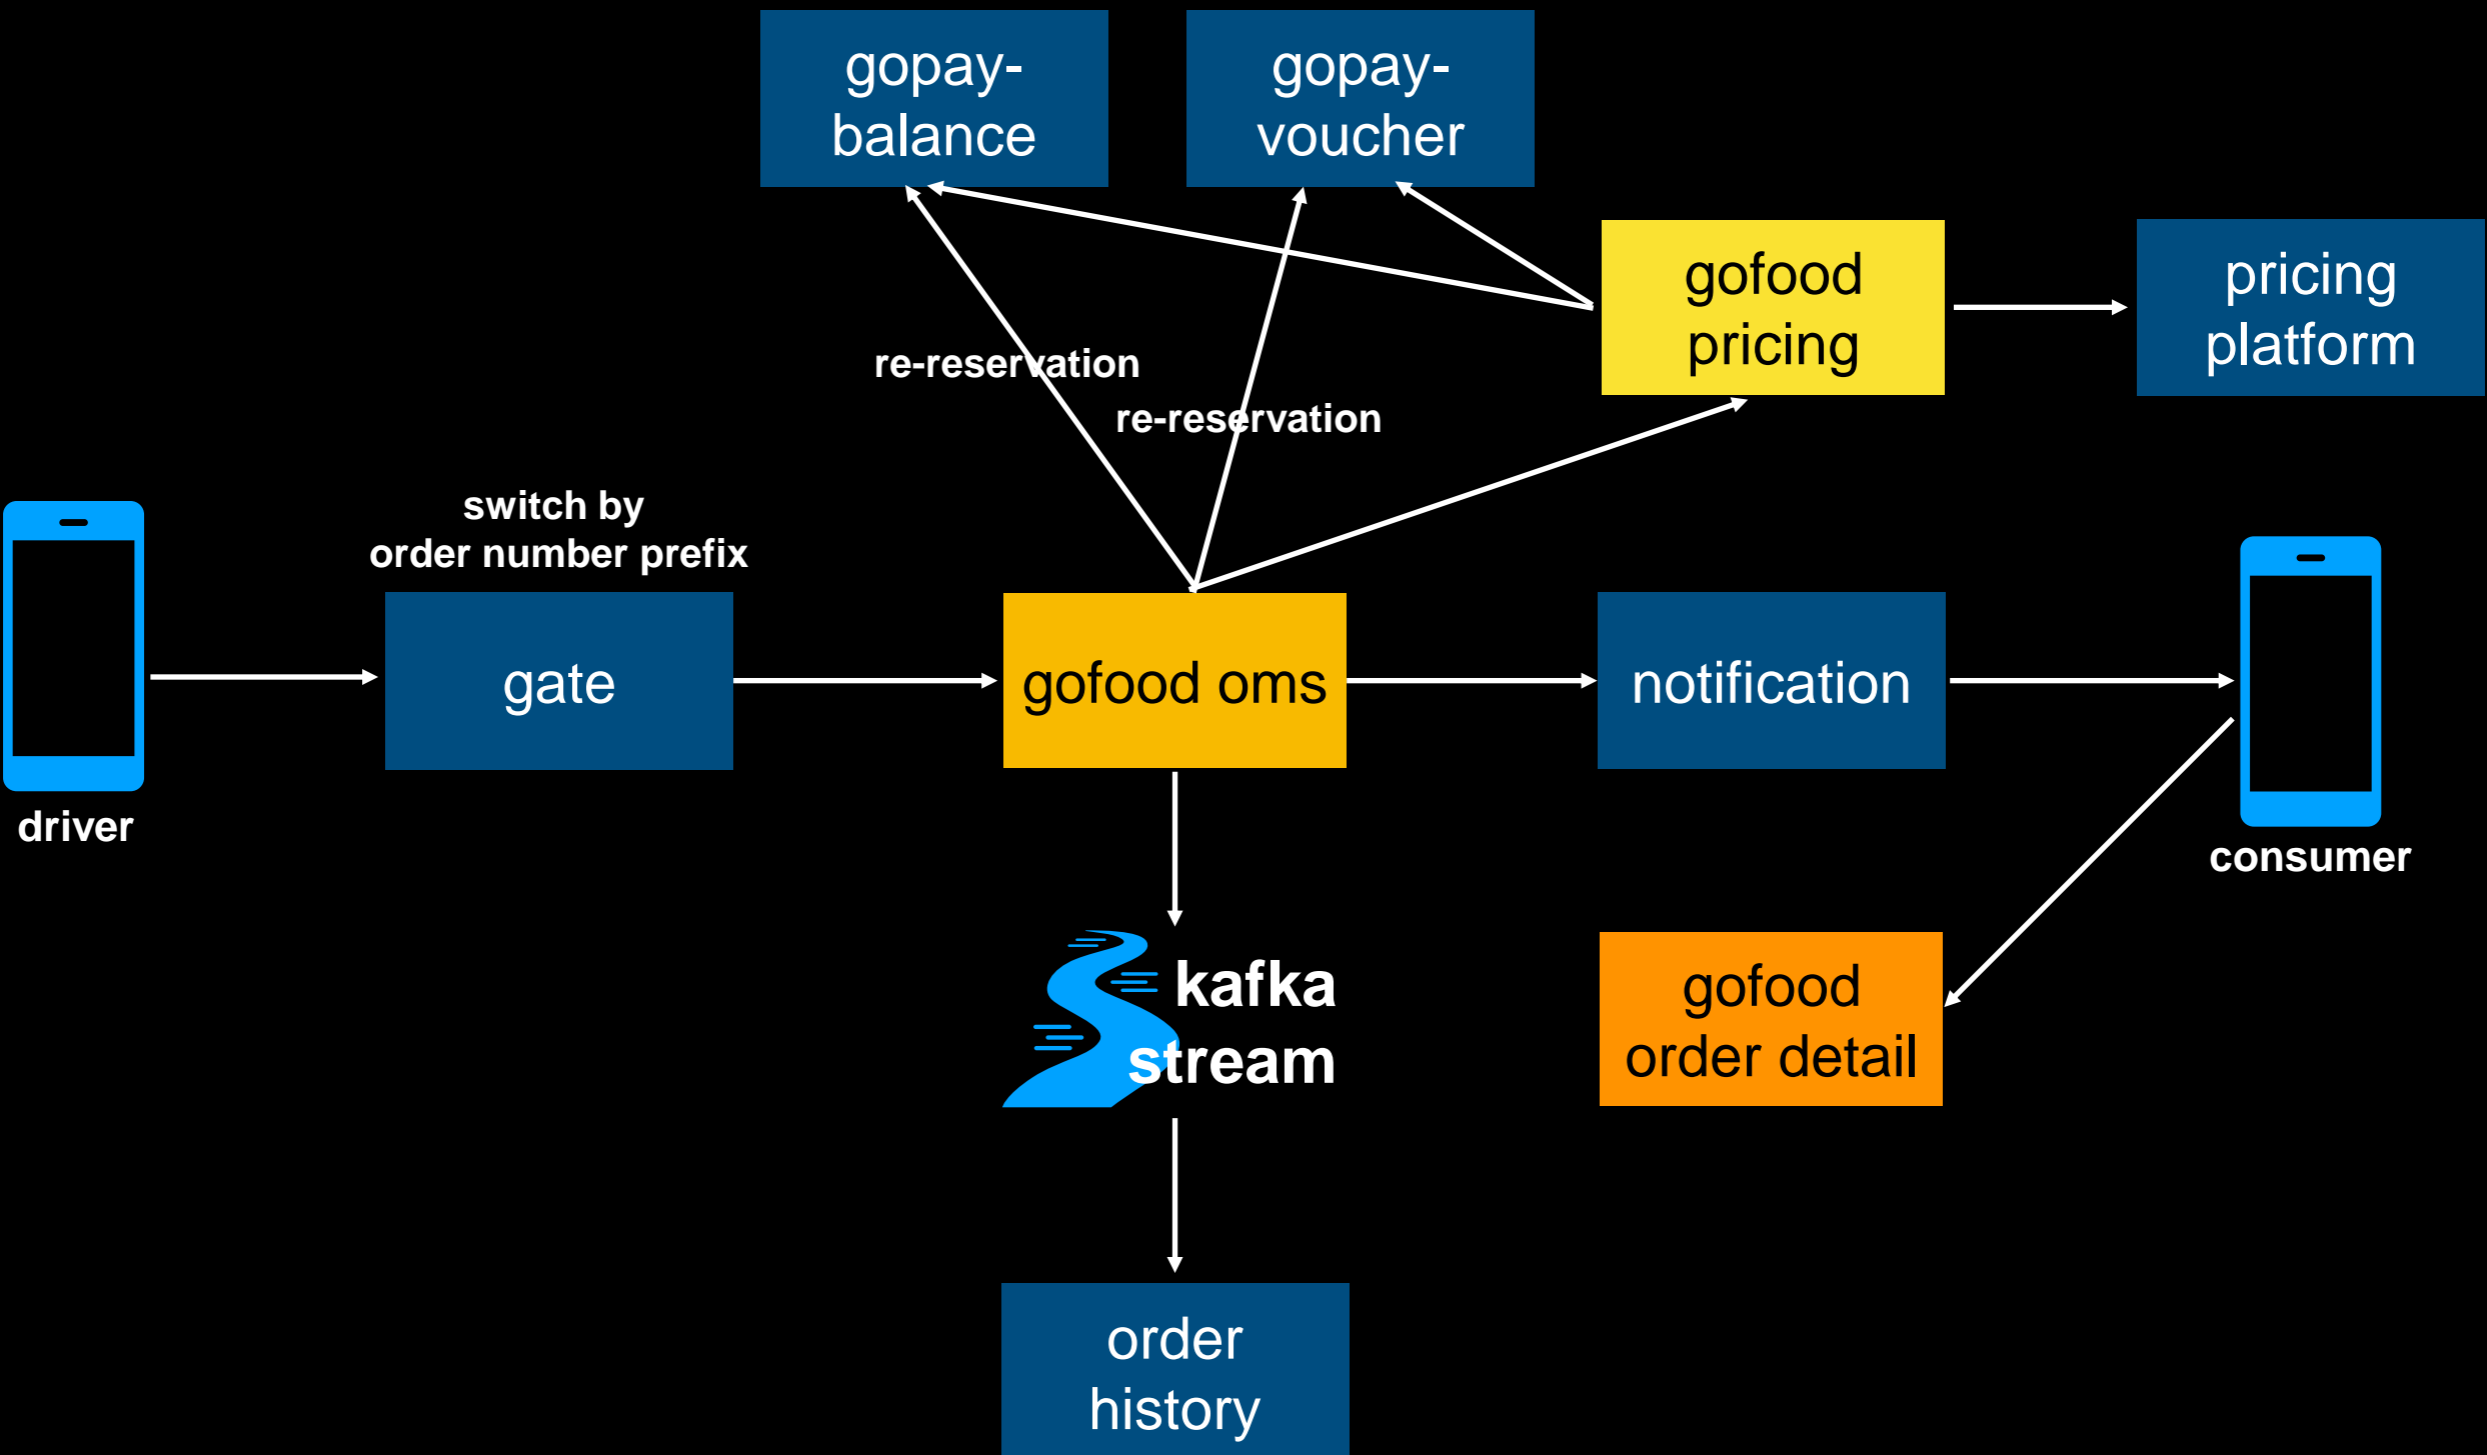 gopay-
balance
gopay-
voucher
gofood
pricing
pricing
platform
re-reservation
re-reservation
switch by
order number prefix
driver
gate
gofood oms
notification
consumer
kafka
stream
gofood
order detail
order
history